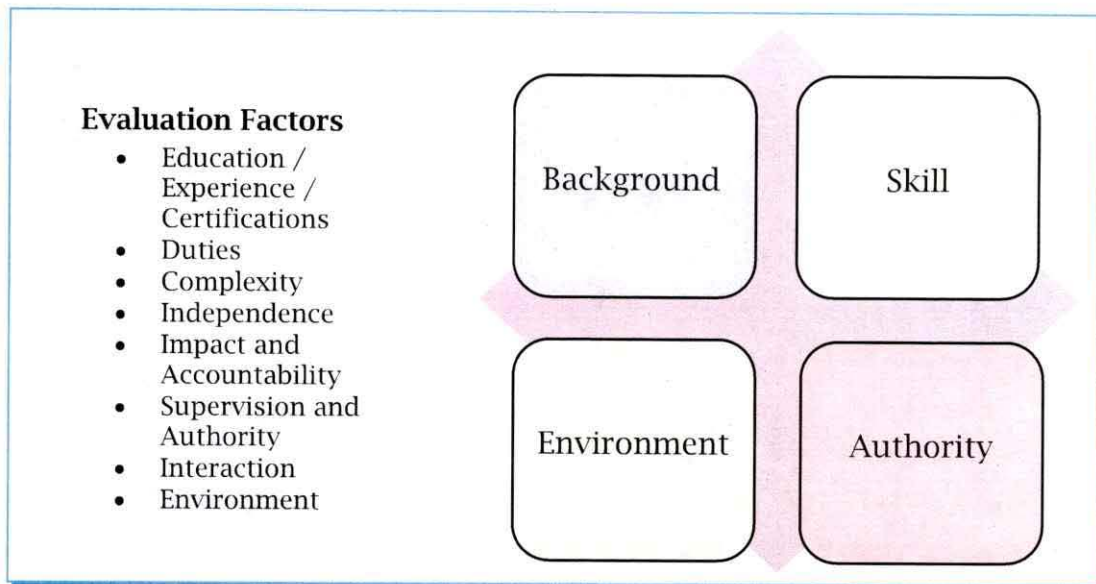 Evaluation Factors
• Education /
Experience /
Certifications
• Duties
• Complexity
• Independence
• Impact and
Accountability
• Supervision and
Authority
• Interaction
• Environment
Background
Skill
Environment
Authority